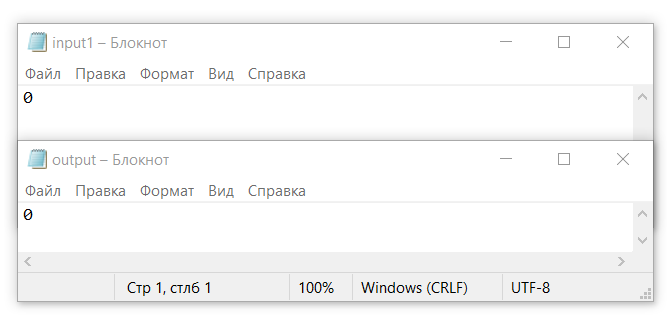 input1 – Блокнот
Файл Правка Формат Вид Справка
0
output – Блокнот
Файл Правка Формат Вид Справка
0
Стр 1, стлб 1 100% Windows (CRLF) UTF-8